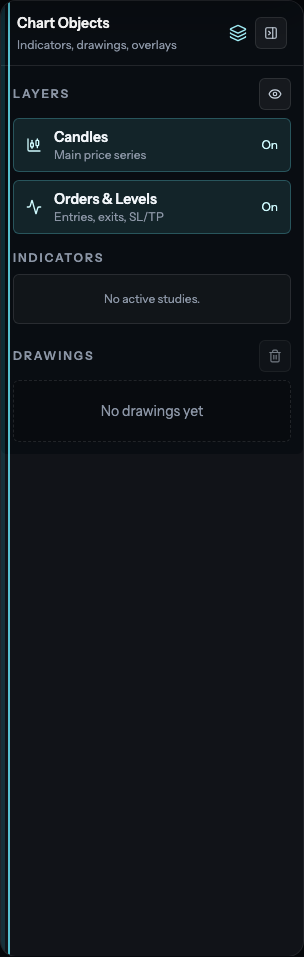 Chart Objects
Indicators, drawings, overlays
LAYERS
Candles
Main price series
On
Orders & Levels
Entries, exits, SL/TP
On
INDICATORS
No active studies.
DRAWINGS
No drawings yet